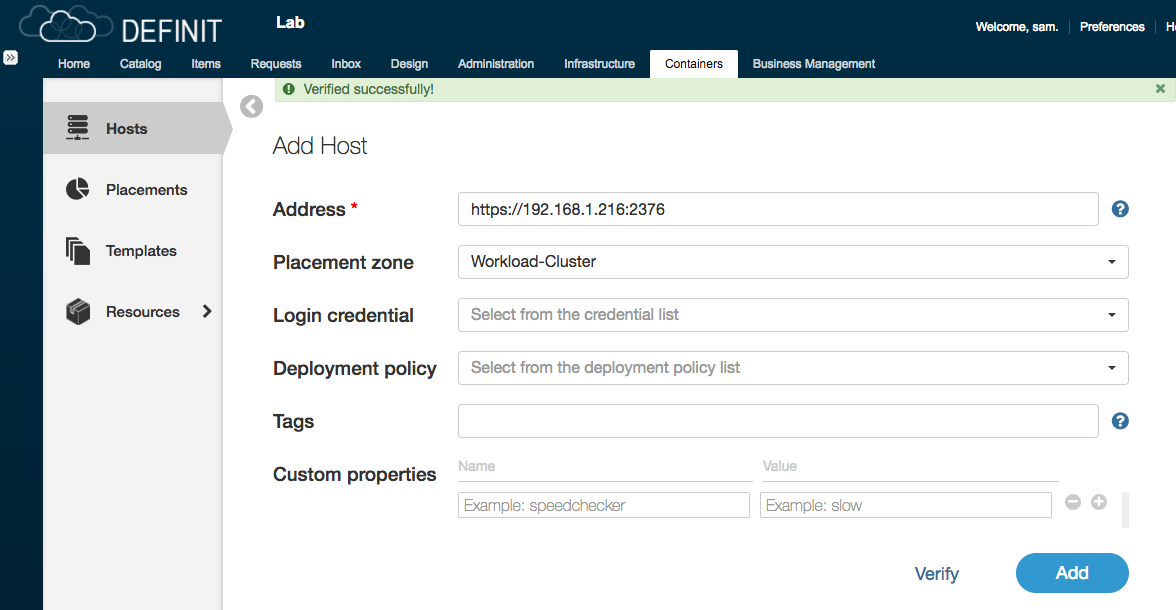 DEFINIT
Lab
Welcome, sam. Preferences
Home Catalog Items Requests Inbox Design Administration Infrastructure Containers Business Management
Verified successfully!
Hosts
Placements
Templates
Resources
Add Host
Address * https://192.168.1.216:2376
Placement zone Workload-Cluster
Login credential Select from the credential list
Deployment policy Select from the deployment policy list
Tags
Custom properties Name Value
Example: speedchecker Example: slow
Verify Add